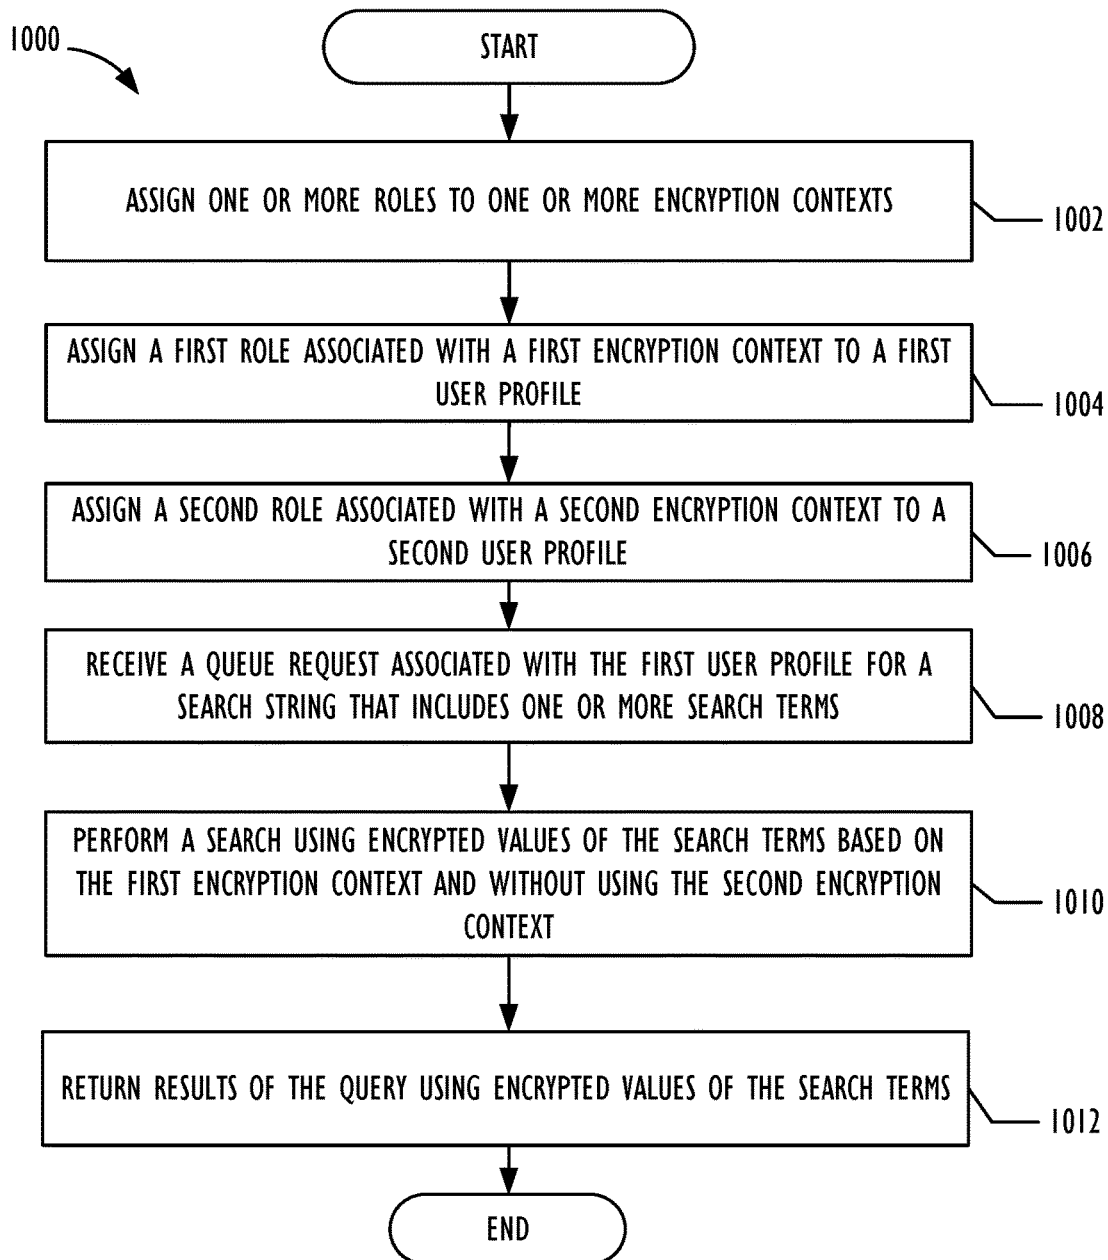 1000
START
ASSIGN ONE OR MORE ROLES TO ONE OR MORE ENCRYPTION CONTEXTS
1002
ASSIGN A FIRST ROLE ASSOCIATED WITH A FIRST ENCRYPTION CONTEXT TO A FIRST
USER PROFILE
1004
ASSIGN A SECOND ROLE ASSOCIATED WITH A SECOND ENCRYPTION CONTEXT TO A
SECOND USER PROFILE
1006
RECEIVE A QUEUE REQUEST ASSOCIATED WITH THE FIRST USER PROFILE FOR A
SEARCH STRING THAT INCLUDES ONE OR MORE SEARCH TERMS
1008
PERFORM A SEARCH USING ENCRYPTED VALUES OF THE SEARCH TERMS BASED ON
THE FIRST ENCRYPTION CONTEXT AND WITHOUT USING THE SECOND ENCRYPTION
CONTEXT
1010
RETURN RESULTS OF THE QUERY USING ENCRYPTED VALUES OF THE SEARCH TERMS
1012
END